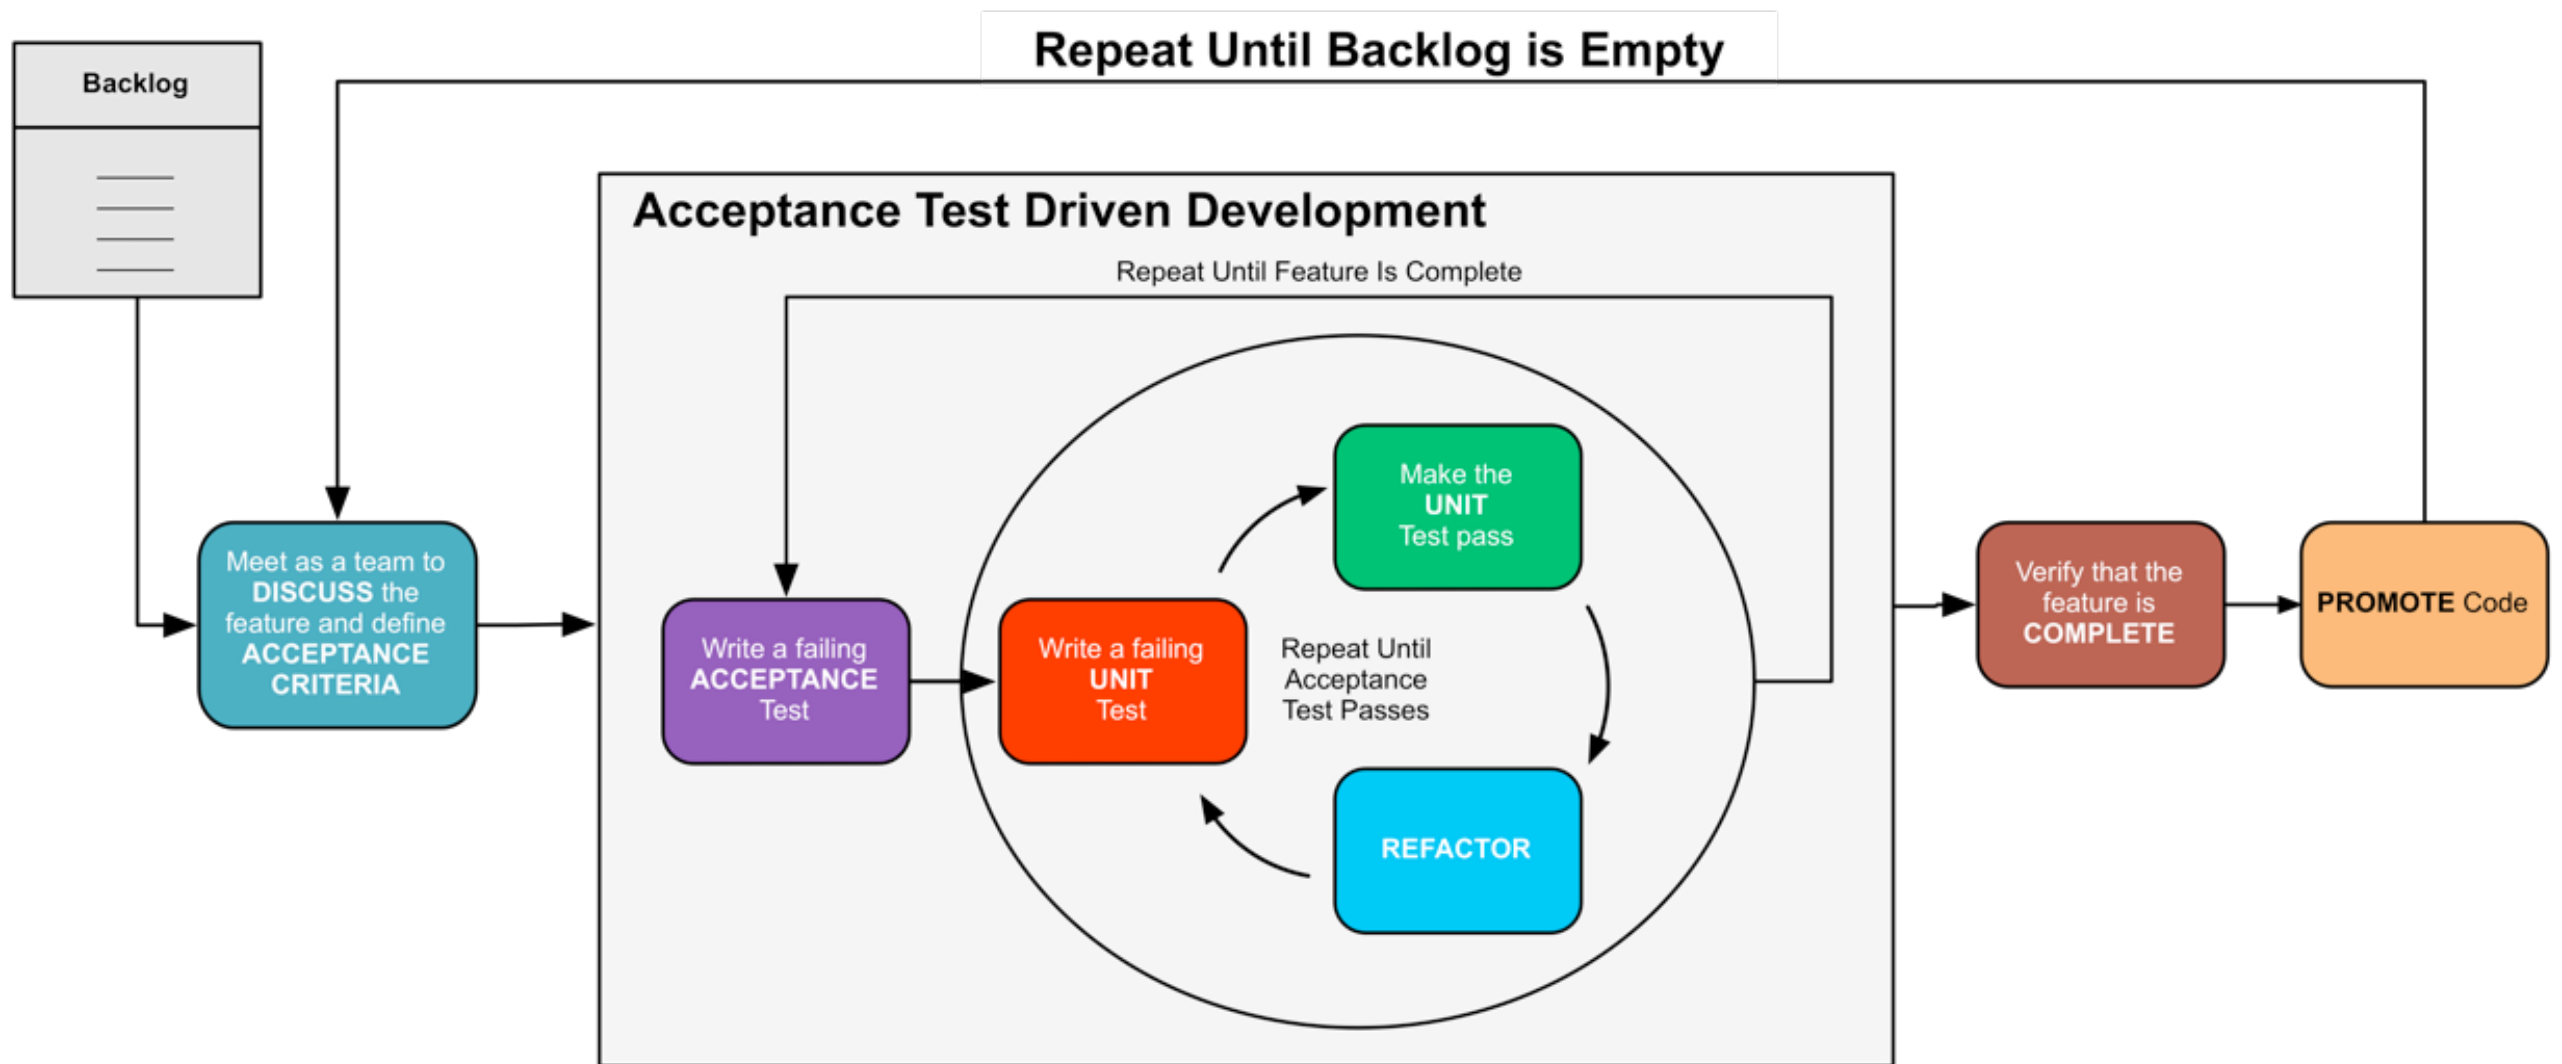 Repeat Until Backlog is Empty
Backlog
Acceptance Test Driven Development
Repeat Until Feature Is Complete
Meet as a team to
DISCUSS the
feature and define
ACCEPTANCE
CRITERIA
Write a failing
ACCEPTANCE
Test
Write a failing
UNIT
Test
Make the
UNIT
Test pass
Repeat Until
Acceptance
Test Passes
REFACTOR
Verify that the
feature is
COMPLETE
PROMOTE Code